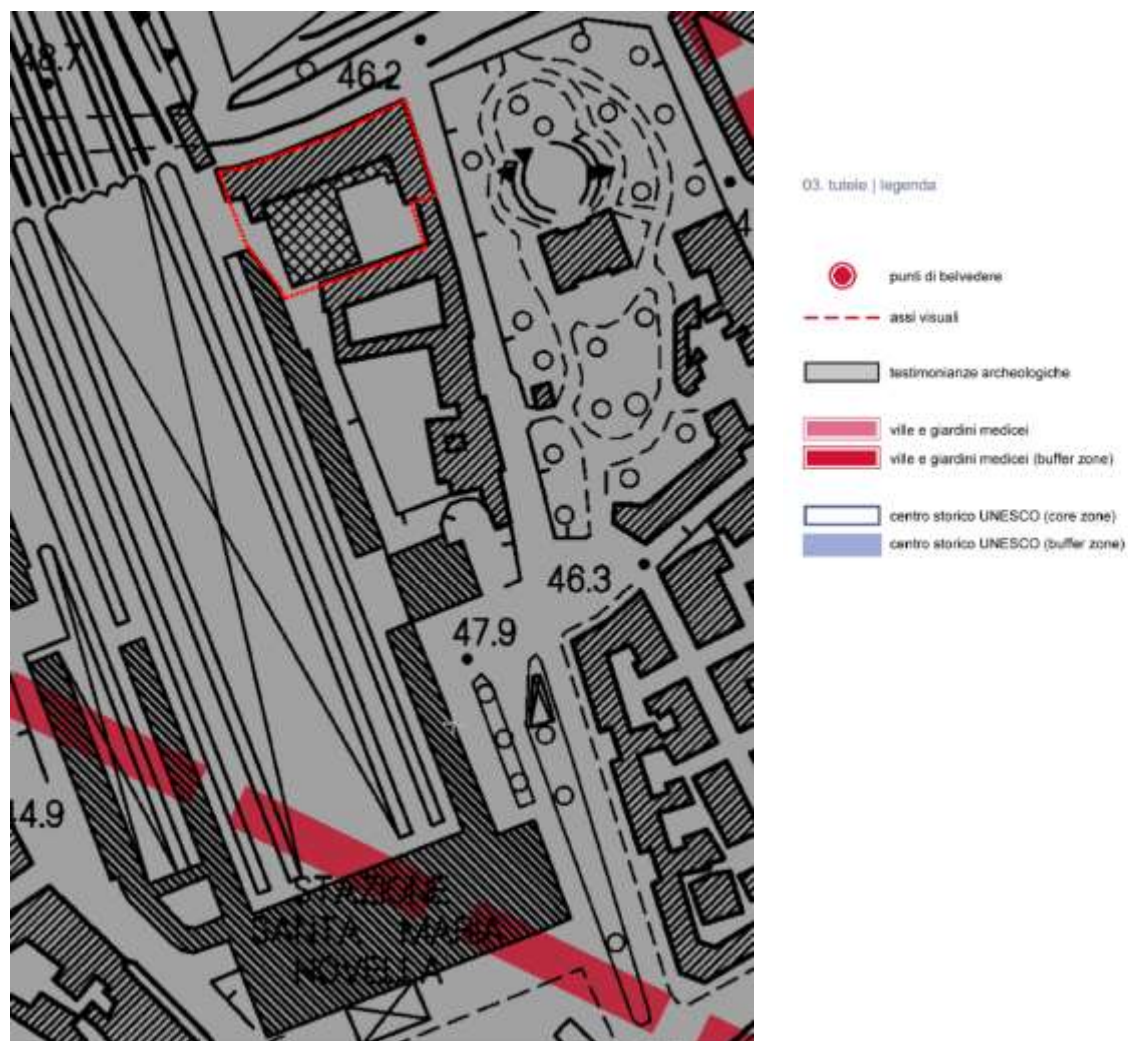 48.7
46.2
46.3
47.9
44.9
STAZIONE
SANTA MARIA
NOVELLA
03. tutele | legenda
punti di belvedere
assi visuali
testimonianze archeologiche
ville e giardini medicei
ville e giardini medicei (buffer zone)
centro storico UNESCO (core zone)
centro storico UNESCO (buffer zone)